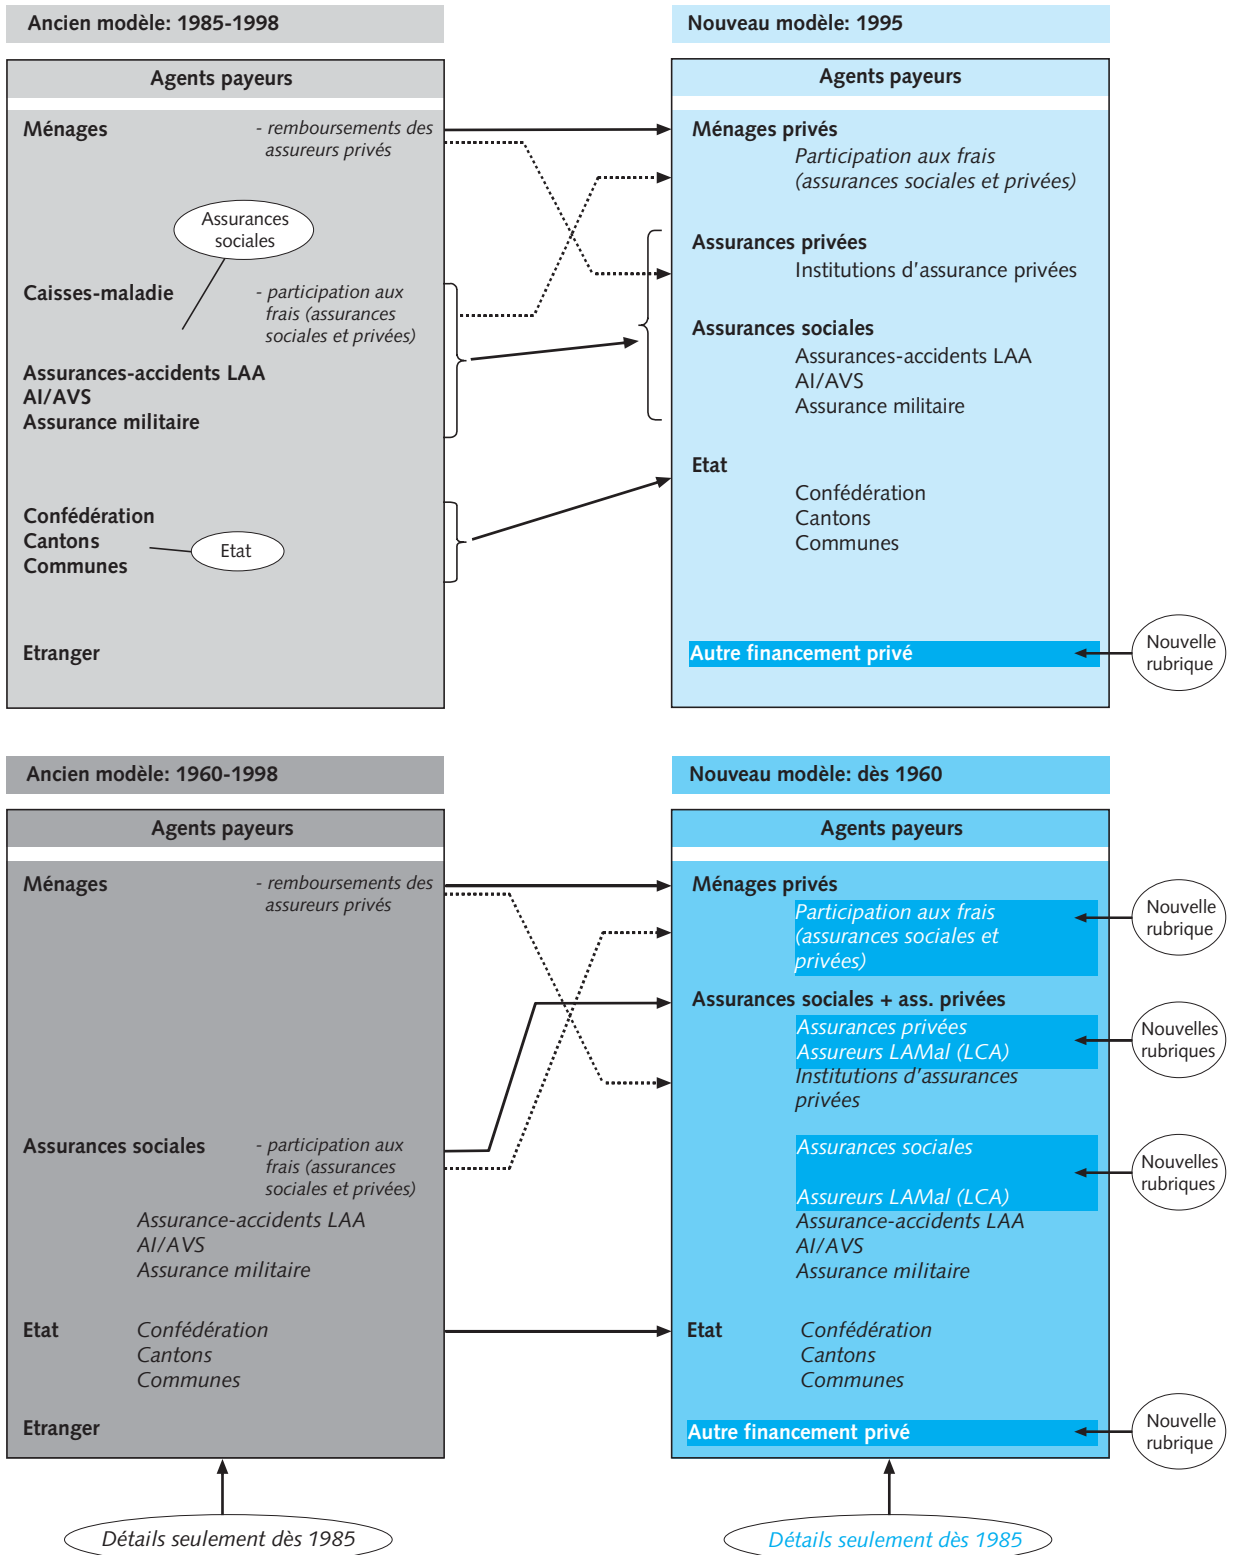 Ancien modèle: 1985-1998
Agents payeurs
Ménages
- remboursements des
assureurs privés
Assurances
sociales
Caisses-maladie
- participation aux
frais (assurances
sociales et privées)
Assurances-accidents LAA
AI/AVS
Assurance militaire
Confédération
Cantons
Communes
Etat
Etranger
Nouveau modèle: 1995
Agents payeurs
Ménages privés
Participation aux frais
(assurances sociales et privées)
Assurances privées
Institutions d'assurance privées
Assurances sociales
Assurances-accidents LAA
AI/AVS
Assurance militaire
Etat
Confédération
Cantons
Communes
Autre financement privé
Nouvelle
rubrique
Ancien modèle: 1960-1998
Agents payeurs
Ménages
- remboursements des
assureurs privés
Assurances sociales
- participation aux
frais (assurances
sociales et privées)
Assurance-accidents LAA
AI/AVS
Assurance militaire
Etat
Confédération
Cantons
Communes
Etranger
Détails seulement dès 1985
Nouveau modèle: dès 1960
Agents payeurs
Ménages privés
Participation aux frais
(assurances sociales et
privées)
Nouvelle
rubrique
Assurances sociales + ass. privées
Assurances privées
Assureurs LAMal (LCA)
Nouvelles
rubriques
Institutions d'assurances
privées
Assurances sociales
Assureurs LAMal (LCA)
Nouvelles
rubriques
Assurance-accidents LAA
AI/AVS
Assurance militaire
Etat
Confédération
Cantons
Communes
Autre financement privé
Nouvelle
rubrique
Détails seulement dès 1985